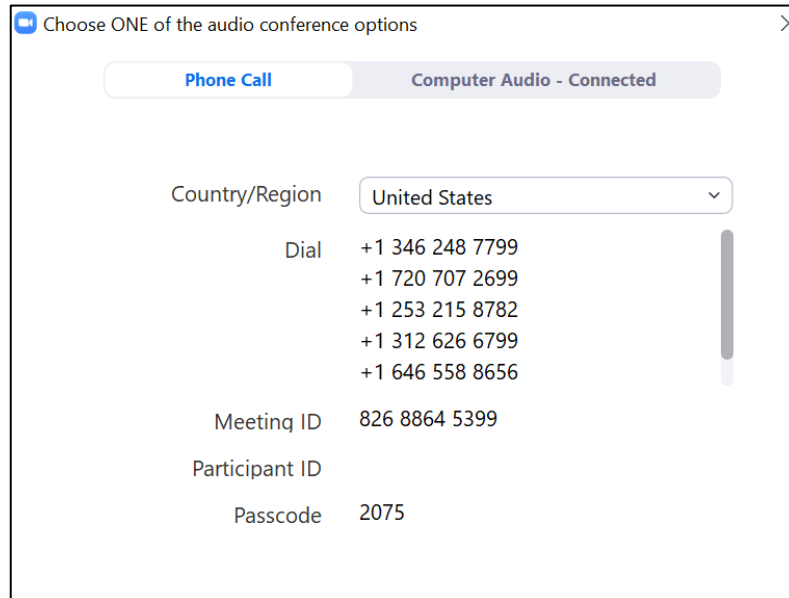 Choose ONE of the audio conference options
Phone Call Computer Audio - Connected
Country/Region United States
Dial +1 346 248 7799
+1 720 707 2699
+1 253 215 8782
+1 312 626 6799
+1 646 558 8656
Meeting ID 826 8864 5399
Participant ID
Passcode 2075